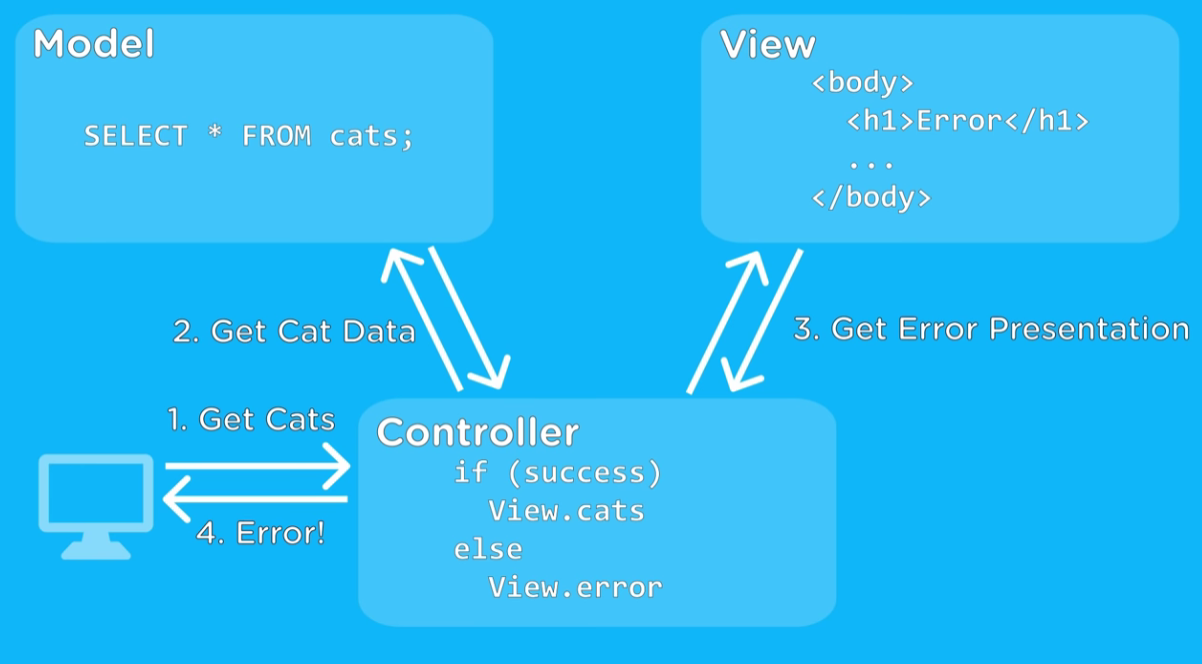 Model
SELECT * FROM cats;
View
<body>
<h1>Error</h1>
...
</body>
2. Get Cat Data
3. Get Error Presentation
1. Get Cats
4. Error!
Controller
if (success)
View.cats
else
View.error